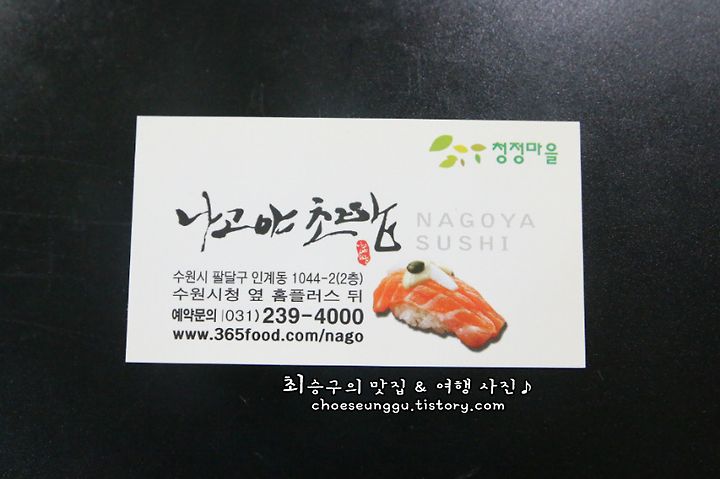 청정마을
나고야 초밥
NAGOYA
SUSHI
수원시 팔달구 인계동 1044-2(2층)
수원시청 옆 홈플러스 뒤
예약문의 (031) 239-4000
www.365food.com/nago
최승구의 맛집 & 여행 사진♪
choeseunggu.tistory.com